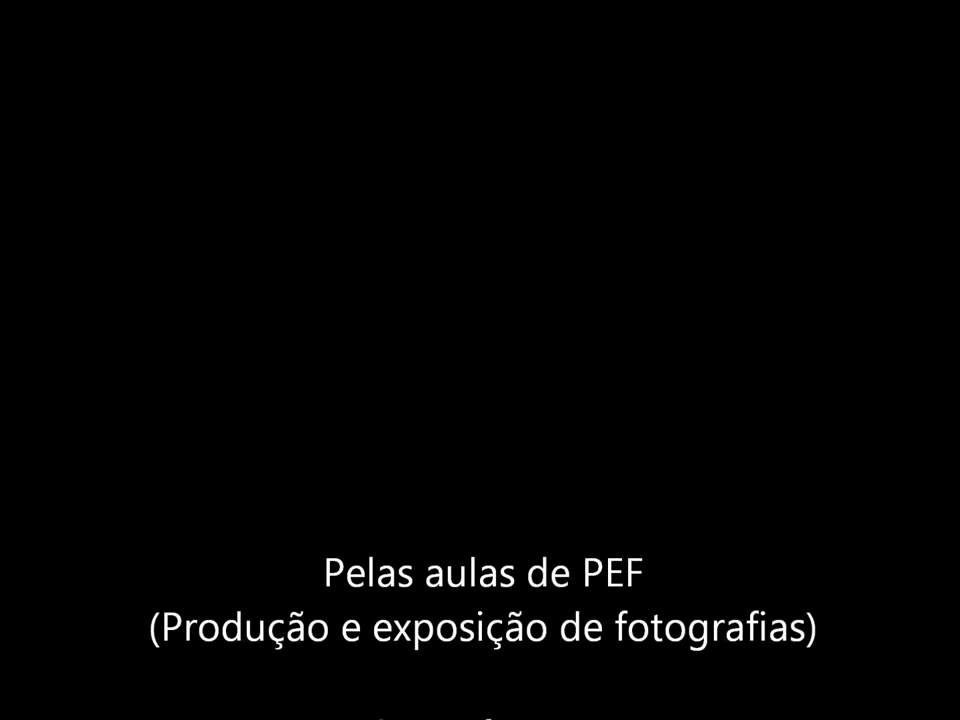 Pelas aulas de PEF
(Produção e exposição de fotografias)